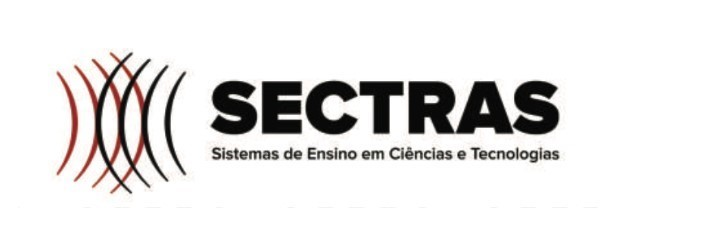 SECTRAS
Sistemas de Ensino em Ciências e Tecnologias